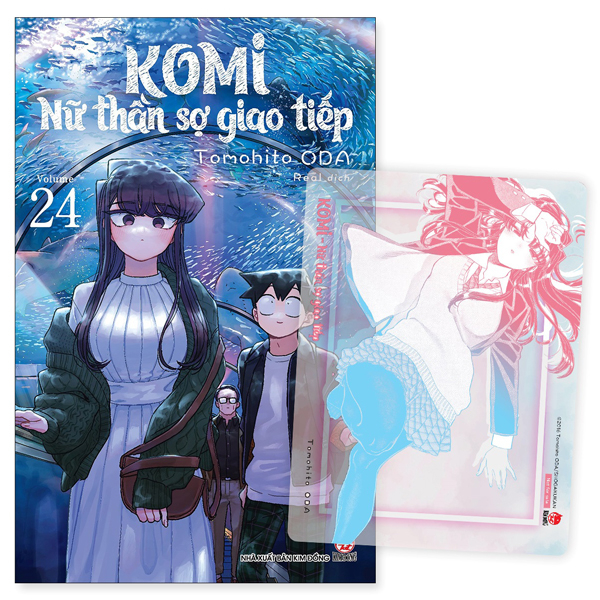 KOMi
Nữ thần sợ giao tiếp
Tomohito ODA
Real dịch
Volume
24
NHÀ XUẤT BẢN KIM ĐỒNG
Tomohito ODA